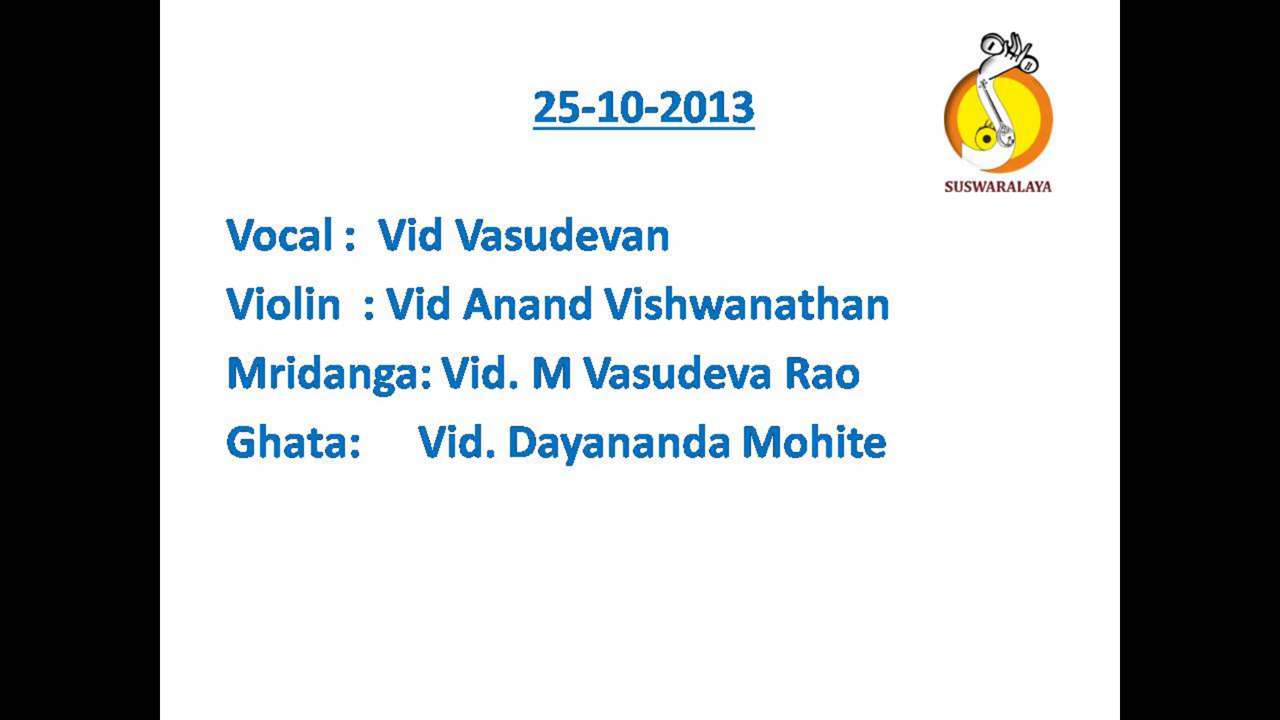 25-10-2013
SUSWARALAYA
Vocal : Vid Vasudevan
Violin : Vid Anand Vishwanathan
Mridanga: Vid. M Vasudeva Rao
Ghata: Vid. Dayananda Mohite